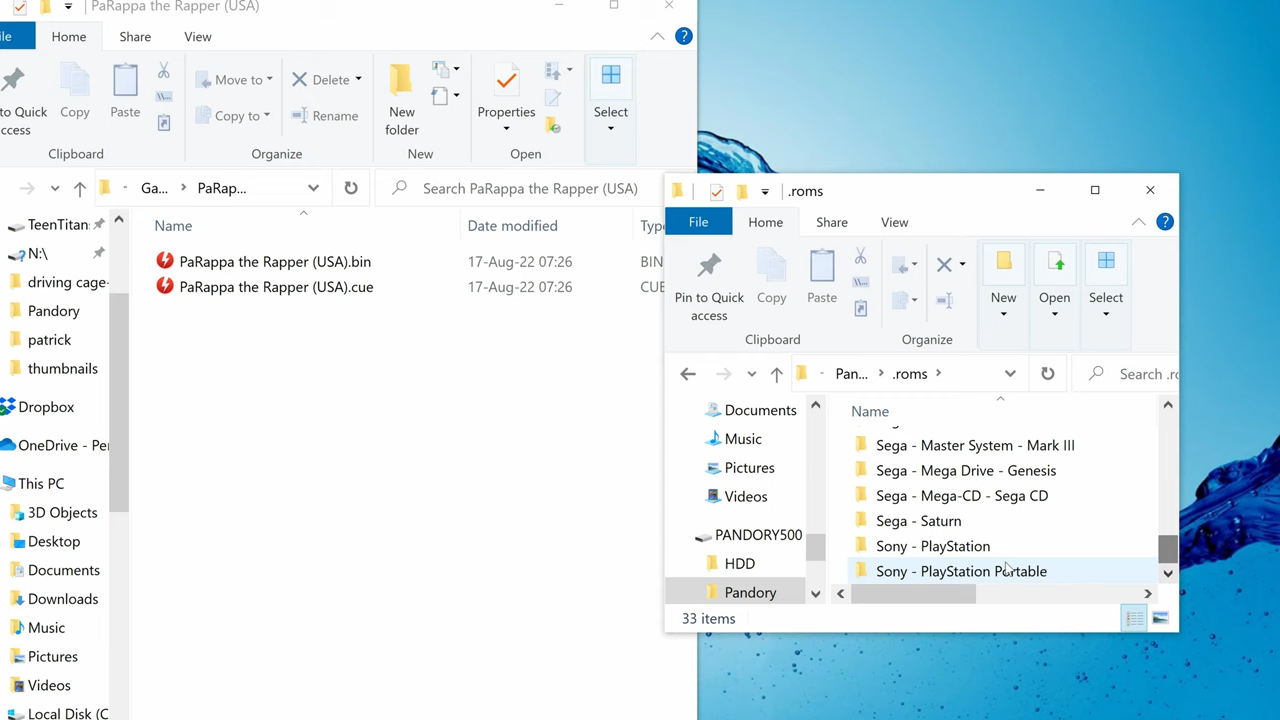 PaRappa the Rapper (USA)
ile
Home
Share
View
?
to Quick
ccess
Copy
Paste
Clipboard
Move to
Copy to
Delete
Rename
Organize
New
folder
New
Properties
Open
Select
Ga...
PaRap...
Search PaRappa the Rapper (USA)
Name
Date modified
Type
PaRappa the Rapper (USA).bin
17-Aug-22 07:26
BIN
PaRappa the Rapper (USA).cue
17-Aug-22 07:26
CUE
TeenTitan
N:\
driving cage-
Pandory
patrick
thumbnails
Dropbox
OneDrive - Per
This PC
3D Objects
Desktop
Documents
Downloads
Music
Pictures
Videos
Local Disk (C
.roms
File
Home
Share
View
?
Pin to Quick
access
Copy
Paste
Clipboard
Organize
New
Open
Select
Pan...
.roms
Search .ro
Documents
Music
Pictures
Videos
PANDORY500
HDD
Pandory
Name
Sega - Master System - Mark III
Sega - Mega Drive - Genesis
Sega - Mega-CD - Sega CD
Sega - Saturn
Sony - PlayStation
Sony - PlayStation Portable
33 items